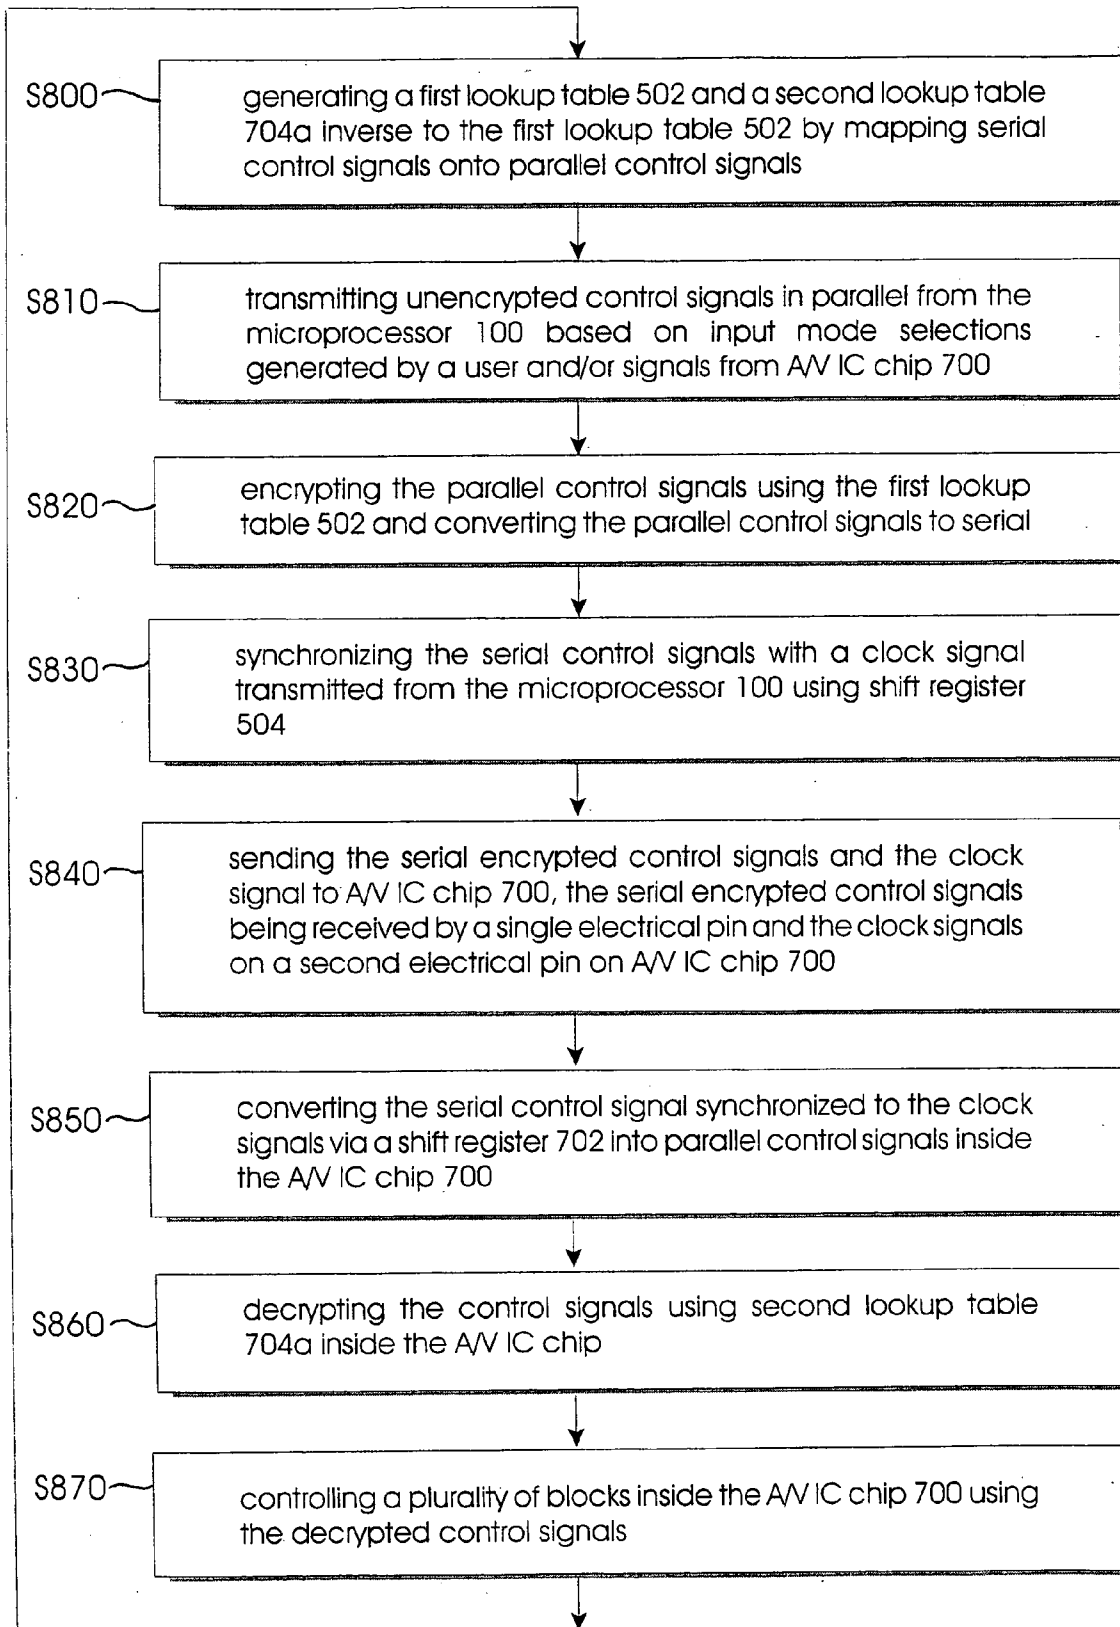 S800
generating a first lookup table 502 and a second lookup table
704a inverse to the first lookup table 502 by mapping serial
control signals onto parallel control signals
S810
transmitting unencrypted control signals in parallel from the
microprocessor 100 based on input mode selections
generated by a user and/or signals from A/V IC chip 700
S820
encrypting the parallel control signals using the first lookup
table 502 and converting the parallel control signals to serial
S830
synchronizing the serial control signals with a clock signal
transmitted from the microprocessor 100 using shift register
504
S840
sending the serial encrypted control signals and the clock
signal to A/V IC chip 700, the serial encrypted control signals
being received by a single electrical pin and the clock signals
on a second electrical pin on A/V IC chip 700
S850
converting the serial control signal synchronized to the clock
signals via a shift register 702 into parallel control signals inside
the A/V IC chip 700
S860
decrypting the control signals using second lookup table
704a inside the A/V IC chip
S870
controlling a plurality of blocks inside the A/V IC chip 700 using
the decrypted control signals